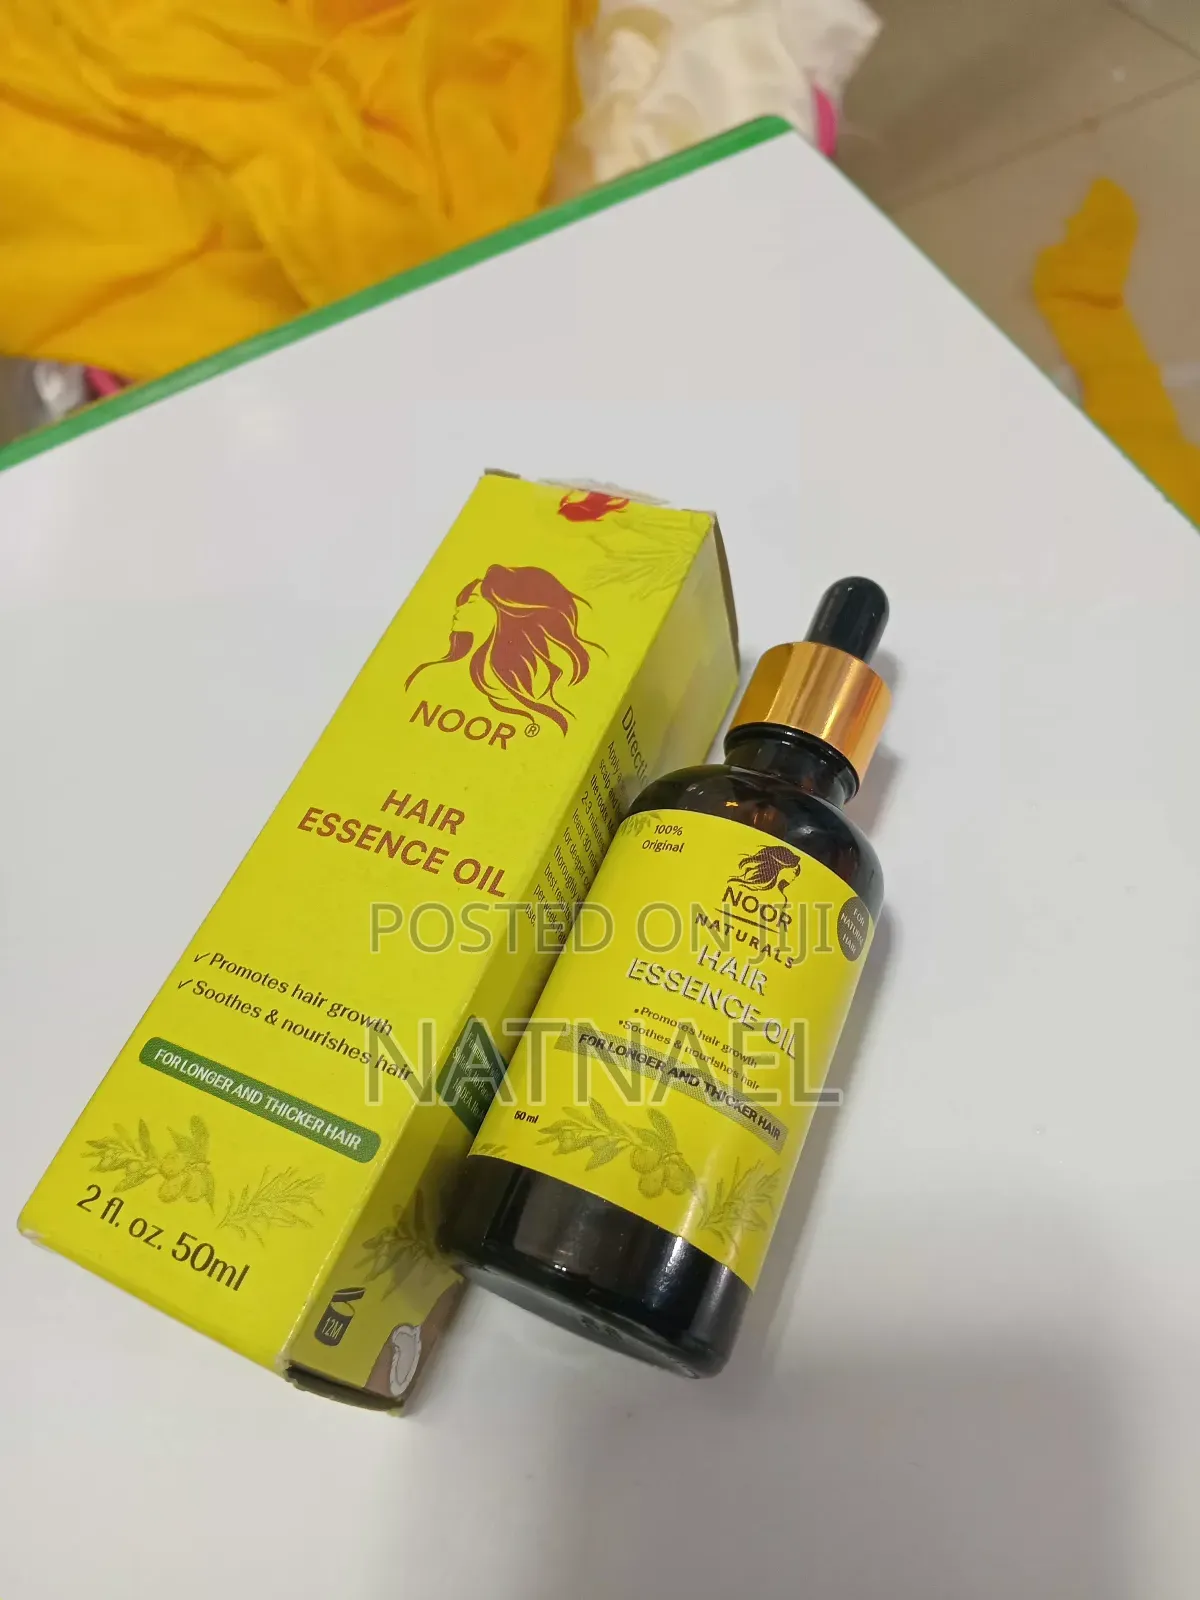 NOOR®
HAIR
ESSENCE OIL
✓ Promotes hair growth
✓ Soothes & nourishes hair
FOR LONGER AND THICKER HAIR
2 fl. oz. 50ml
12M
100%
Original
NOOR
NATURALS
HAIR
ESSENCE OIL
•Promotes hair growth
•Soothes & nourishes hair
FOR LONGER AND THICKER HAIR
FOR
NATURAL
HAIR
50 ml
POSTED ON JIJI
NATNAEL